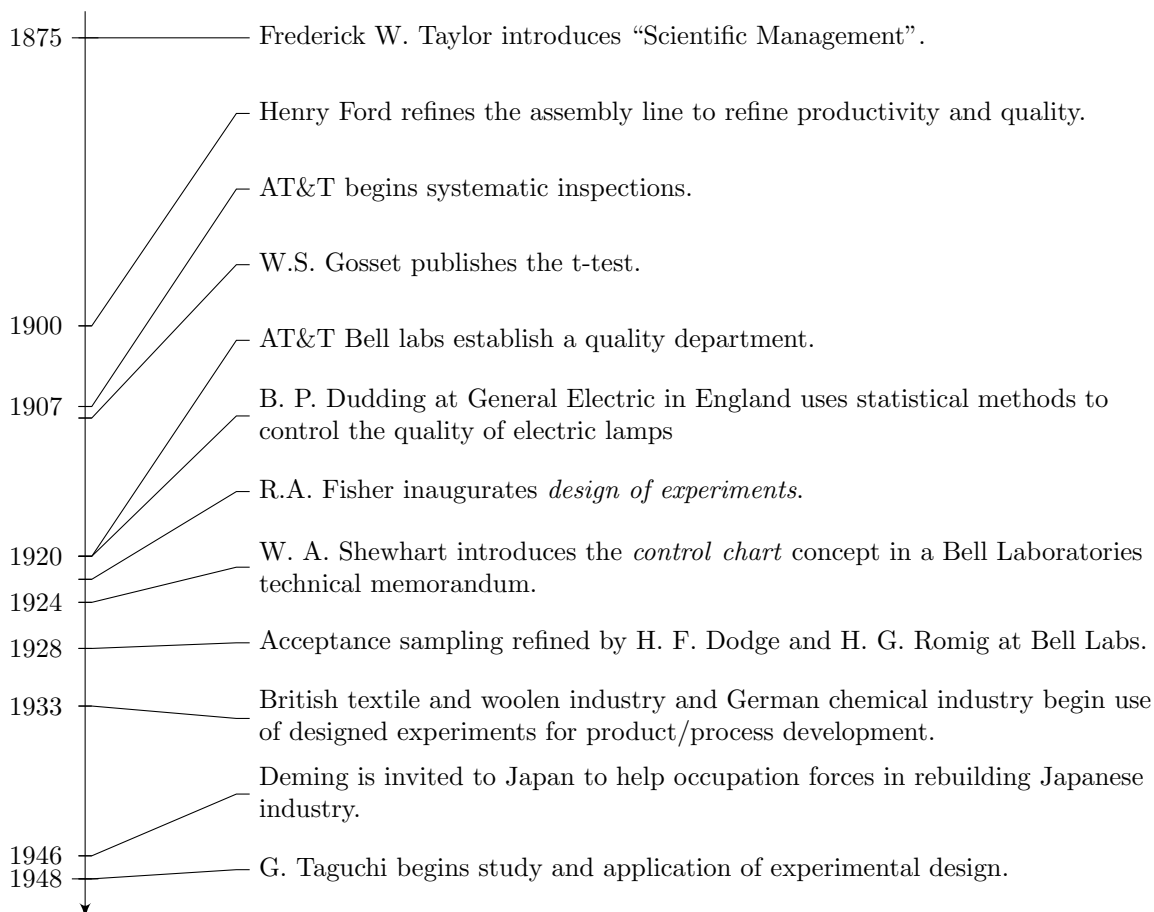 1875 Frederick W. Taylor introduces “Scientific Management”.
Henry Ford refines the assembly line to refine productivity and quality.
AT&T begins systematic inspections.
W.S. Gosset publishes the t-test.
1900
AT&T Bell labs establish a quality department.
1907
B. P. Dudding at General Electric in England uses statistical methods to
control the quality of electric lamps
R.A. Fisher inaugurates design of experiments.
1920
W. A. Shewhart introduces the control chart concept in a Bell Laboratories
technical memorandum.
1924
1928 Acceptance sampling refined by H. F. Dodge and H. G. Romig at Bell Labs.
1933 British textile and woolen industry and German chemical industry begin use
of designed experiments for product/process development.
Deming is invited to Japan to help occupation forces in rebuilding Japanese
industry.
1946
1948 G. Taguchi begins study and application of experimental design.